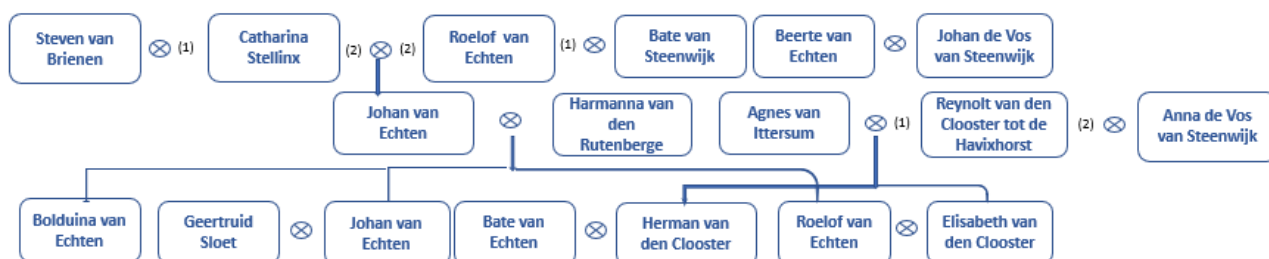 Steven van
Brienen
(1)
Catharina
Stellinx
(2)
(2)
Roelof van
Echten
(1)
Bate van
Steenwijk
Beerte van
Echten
Johan de Vos
van Steenwijk
Johan van
Echten
Harmanna van
den
Rutenberge
Agnes van
Ittersum
(1)
Reynolt van den
Clooster tot de
Havixhorst
(2)
Anna de Vos
van Steenwijk
Bolduina van
Echten
Geertruid
Sloet
Johan van
Echten
Bate van
Echten
Herman van
den Clooster
Roelof van
Echten
Elisabeth van
den Clooster